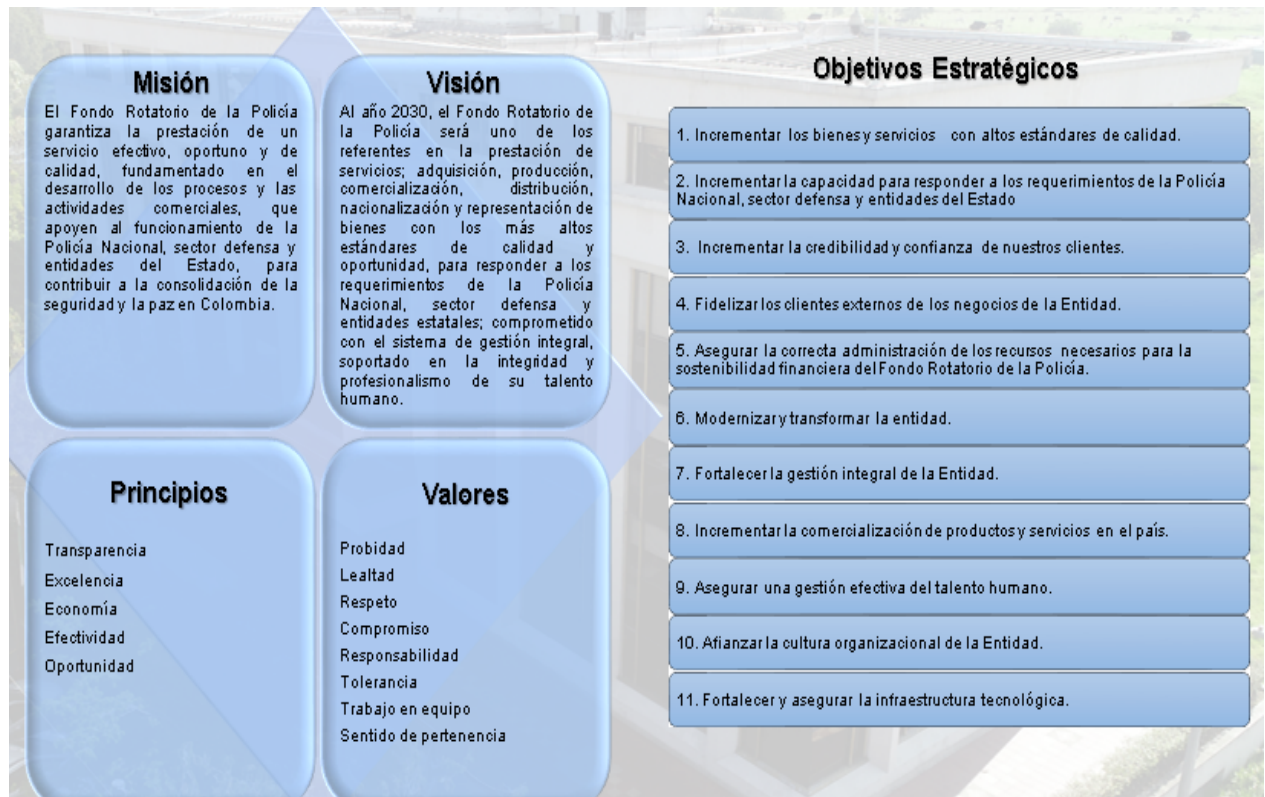 Misión
El Fondo Rotatorio de la Policía
garantiza la prestación de un
servicio efectivo, oportuno y de
calidad, fundamentado en el
desarrollo de los procesos y las
actividades comerciales, que
apoyen al funcionamiento de la
Policía Nacional, sector defensa y
entidades del Estado, para
contribuir a la consolidación de la
seguridad y la paz en Colombia.
Visión
Al año 2030, el Fondo Rotatorio de
la Policía será uno de los
referentes en la prestación de
servicios; adquisición, producción,
comercialización, distribución,
nacionalización y representación de
bienes con los más altos
estándares de calidad y
oportunidad, para responder a los
requerimientos de la Policía
Nacional, sector defensa y
entidades estatales; comprometido
con el sistema de gestión integral,
soportado en la integridad y
profesionalismo de su talento
humano.
Principios
Transparencia
Excelencia
Economía
Efectividad
Oportunidad
Valores
Probidad
Lealtad
Respeto
Compromiso
Responsabilidad
Tolerancia
Trabajo en equipo
Sentido de pertenencia
Objetivos Estratégicos
1. Incrementar los bienes y servicios con altos estándares de calidad.
2. Incrementar la capacidad para responder a los requerimientos de la Policía
Nacional, sector defensa y entidades del Estado
3. Incrementar la credibilidad y confianza de nuestros clientes.
4. Fidelizar los clientes externos de los negocios de la Entidad.
5. Asegurar la correcta administración de los recursos necesarios para la
sostenibilidad financiera del Fondo Rotatorio de la Policía.
6. Modernizar y transformar la entidad.
7. Fortalecer la gestión integral de la Entidad.
8. Incrementar la comercialización de productos y servicios en el país.
9. Asegurar una gestión efectiva del talento humano.
10. Afianzar la cultura organizacional de la Entidad.
11. Fortalecer y asegurar la infraestructura tecnológica.